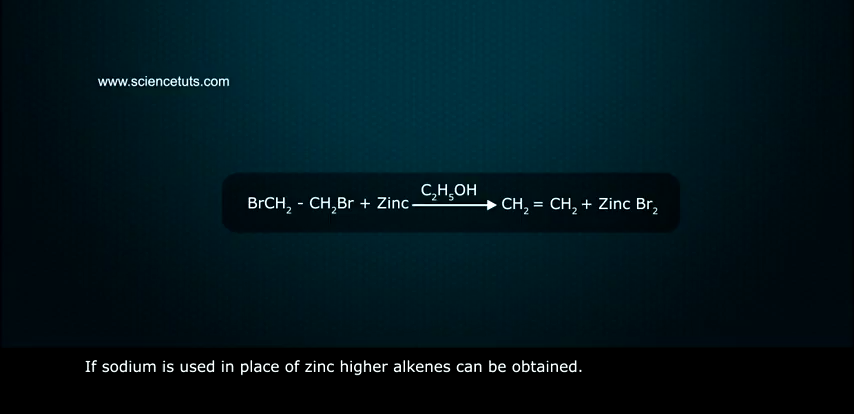 www.sciencetuts.com
C₂H₅OH
BrCH₂ - CH₂Br + Zinc ⟶ CH₂ = CH₂ + Zinc Br₂
If sodium is used in place of zinc higher alkenes can be obtained.